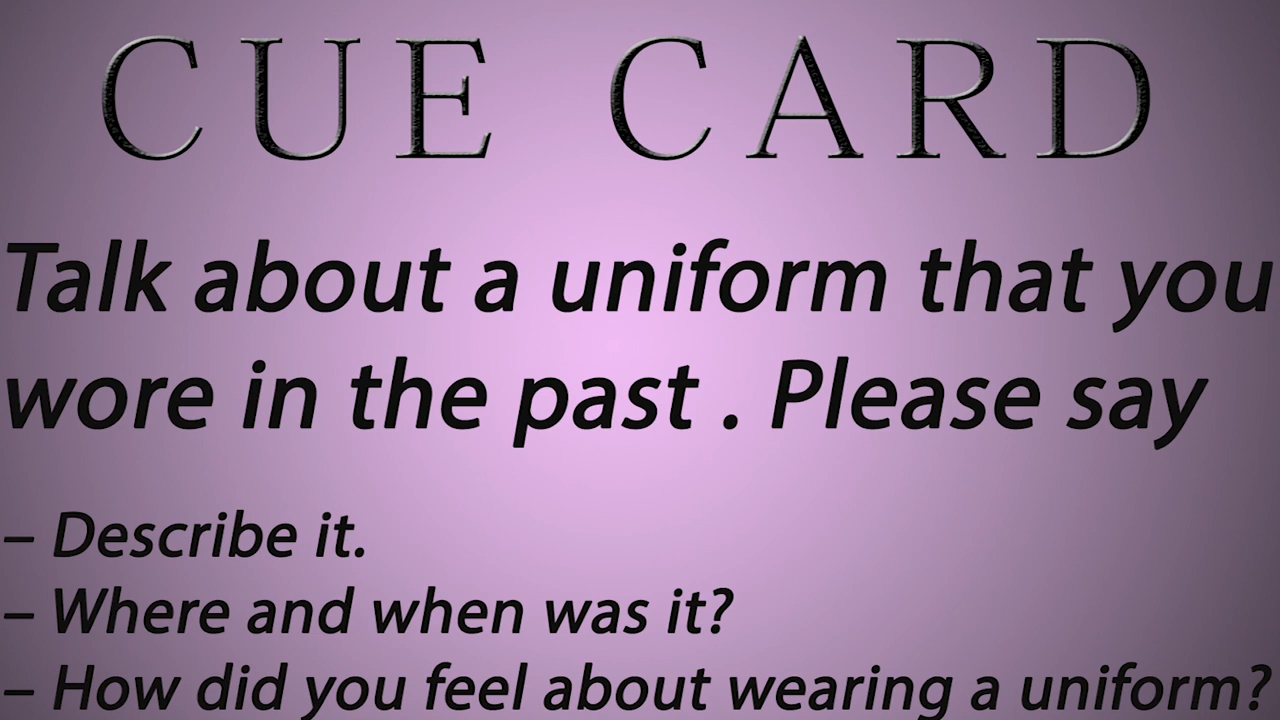 CUE CARD
Talk about a uniform that you
wore in the past . Please say
– Describe it.
– Where and when was it?
– How did you feel about wearing a uniform?